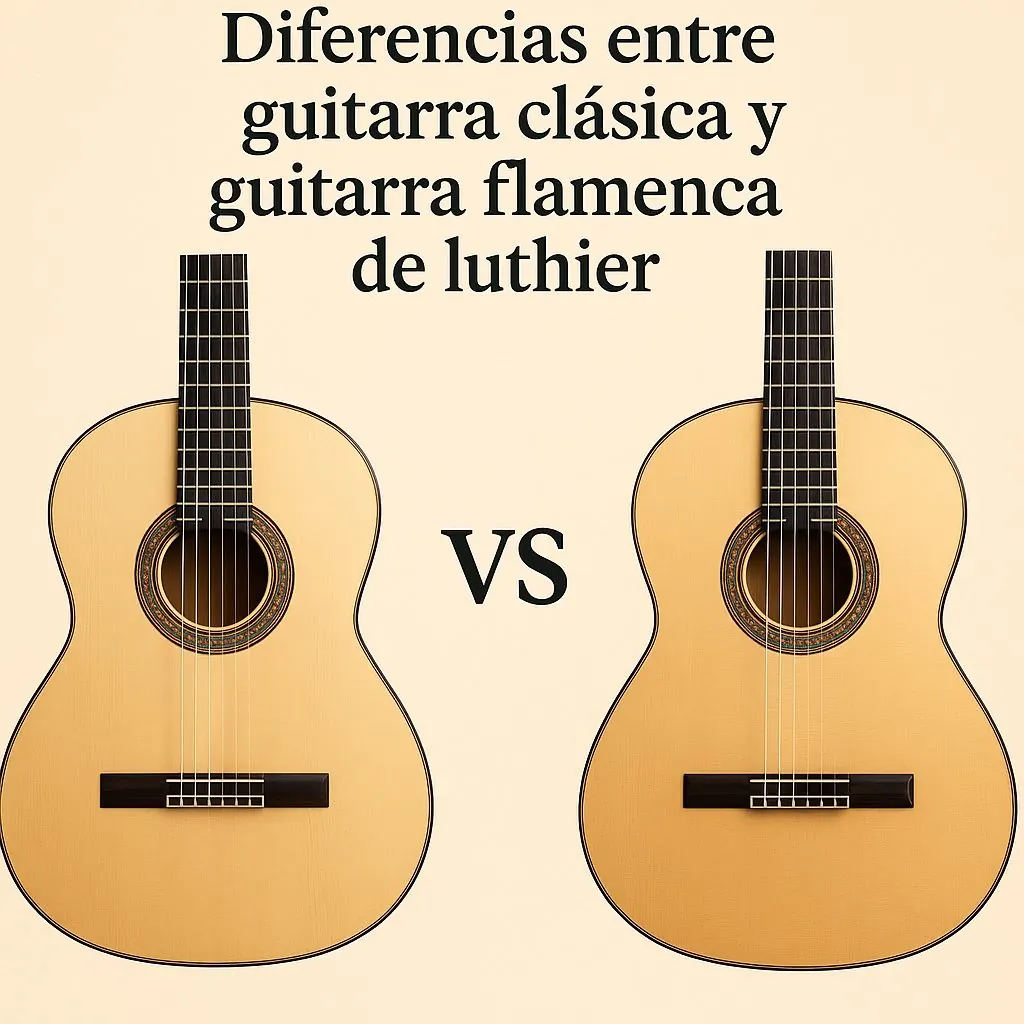 Diferencias entre
guitarra clásica y
guitarra flamenca
de luthier
VS